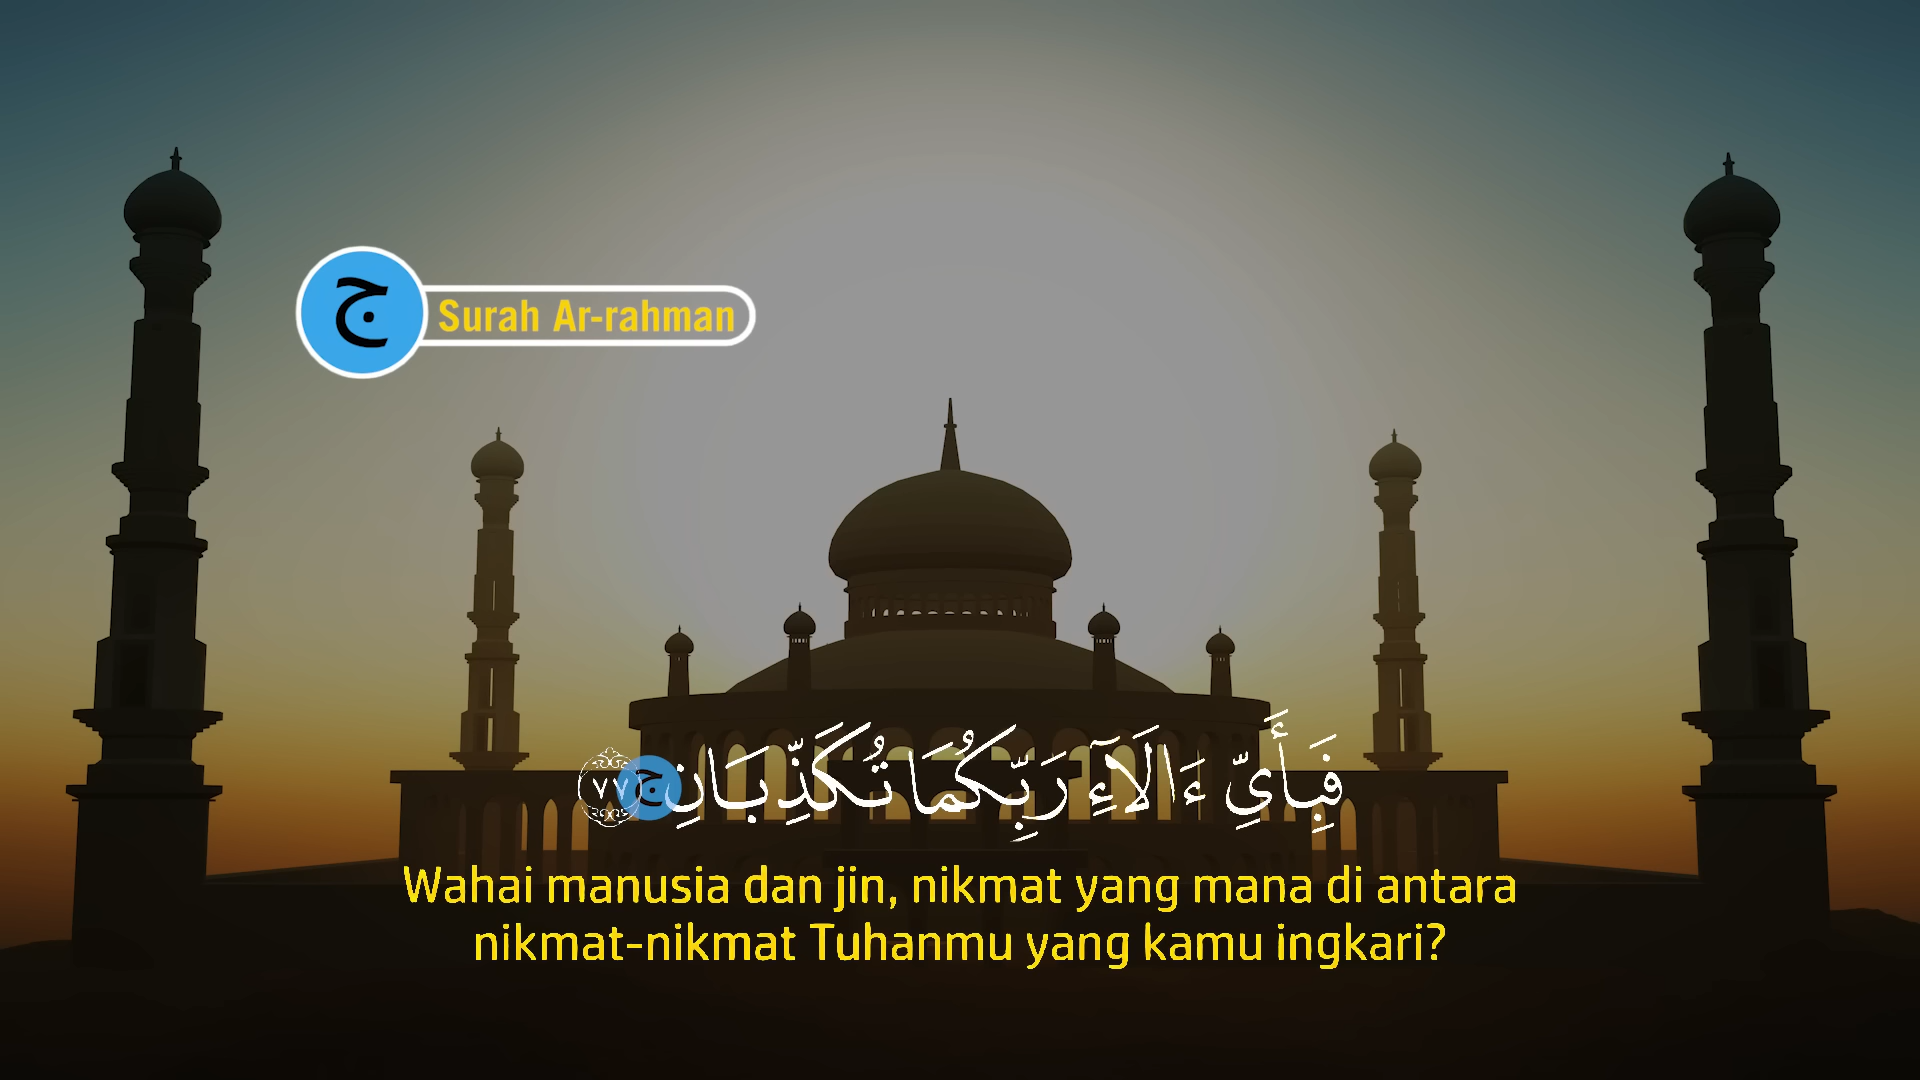 ج
Surah Ar-rahman
فَبِأَيِّ ءَالَآءِ رَبِّكُمَا تُكَذِّبَانِ ج ٧٧
Wahai manusia dan jin, nikmat yang mana di antara
nikmat-nikmat Tuhanmu yang kamu ingkari?